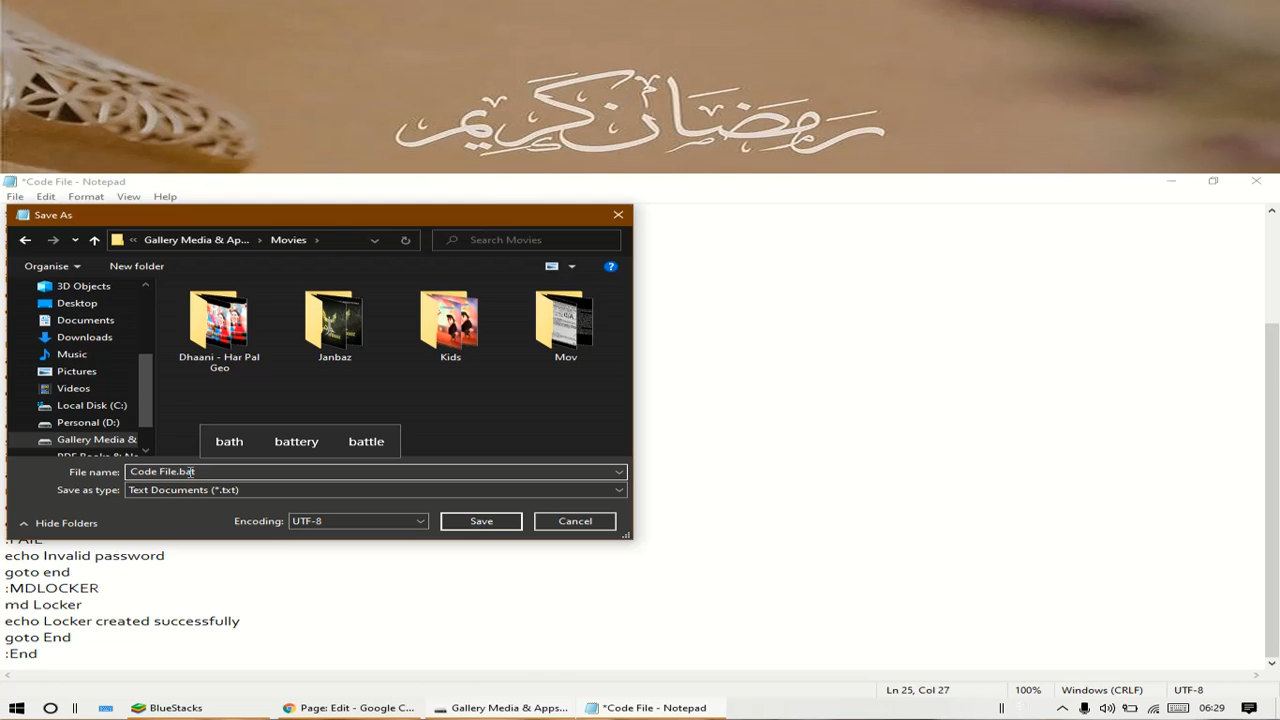 رمضان كريم
*Code File - Notepad
File Edit Format View Help
Save As
Gallery Media & Ap... Movies
Search Movies
Organise New folder
3D Objects
Desktop
Documents
Downloads
Music
Pictures
Videos
Local Disk (C:)
Personal (D:)
Gallery Media &
Dhaani - Har Pal
Geo
Janbaz
Kids
Mov
bath battery battle
File name: Code File.bat
Save as type: Text Documents (*.txt)
Hide Folders
Encoding: UTF-8 Save Cancel
echo Invalid password
goto end
:MDLOCKER
md Locker
echo Locker created successfully
goto End
:End
Ln 25, Col 27 100% Windows (CRLF) UTF-8
BlueStacks Page: Edit - Google C... Gallery Media & Apps... *Code File - Notepad 06:29